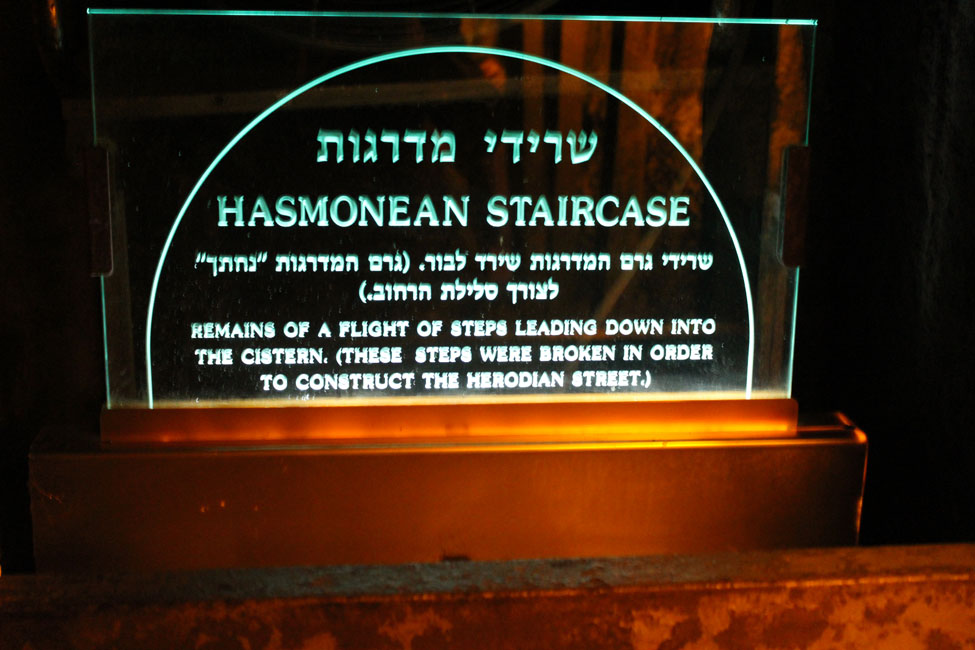 שרידי מדרגות
HASMONEAN STAIRCASE
שרידי גרם המדרגות שירד לבור. (גרם המדרגות "נחתך"
לצורך סלילת הרחוב.)
REMAINS OF A FLIGHT OF STEPS LEADING DOWN INTO
THE CISTERN. (THESE STEPS WERE BROKEN IN ORDER
TO CONSTRUCT THE HERODIAN STREET.)